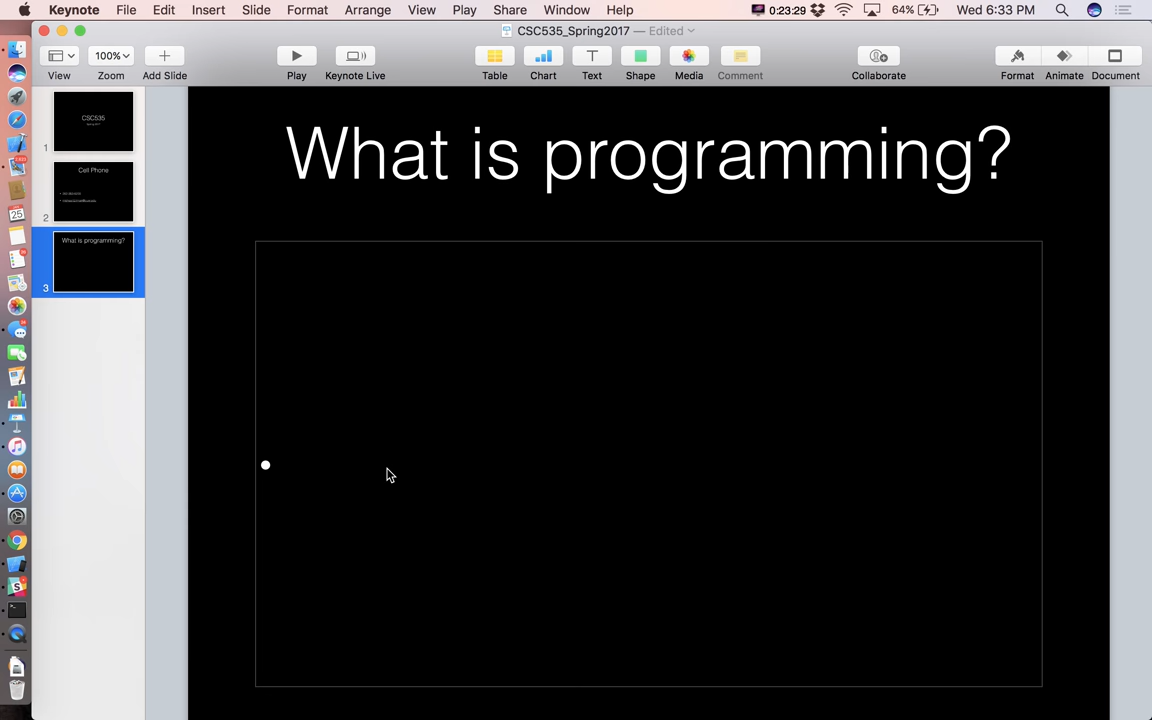 Keynote File Edit Insert Slide Format Arrange View Play Share Window Help 0:23:29 64% Wed 6:33 PM
CSC535_Spring2017 — Edited
100%
View Zoom Add Slide Play Keynote Live Table Chart Text Shape Media Comment Collaborate Format Animate Document
CSC535
1
Cell Phone
2
What is programming?
3
What is programming?
25